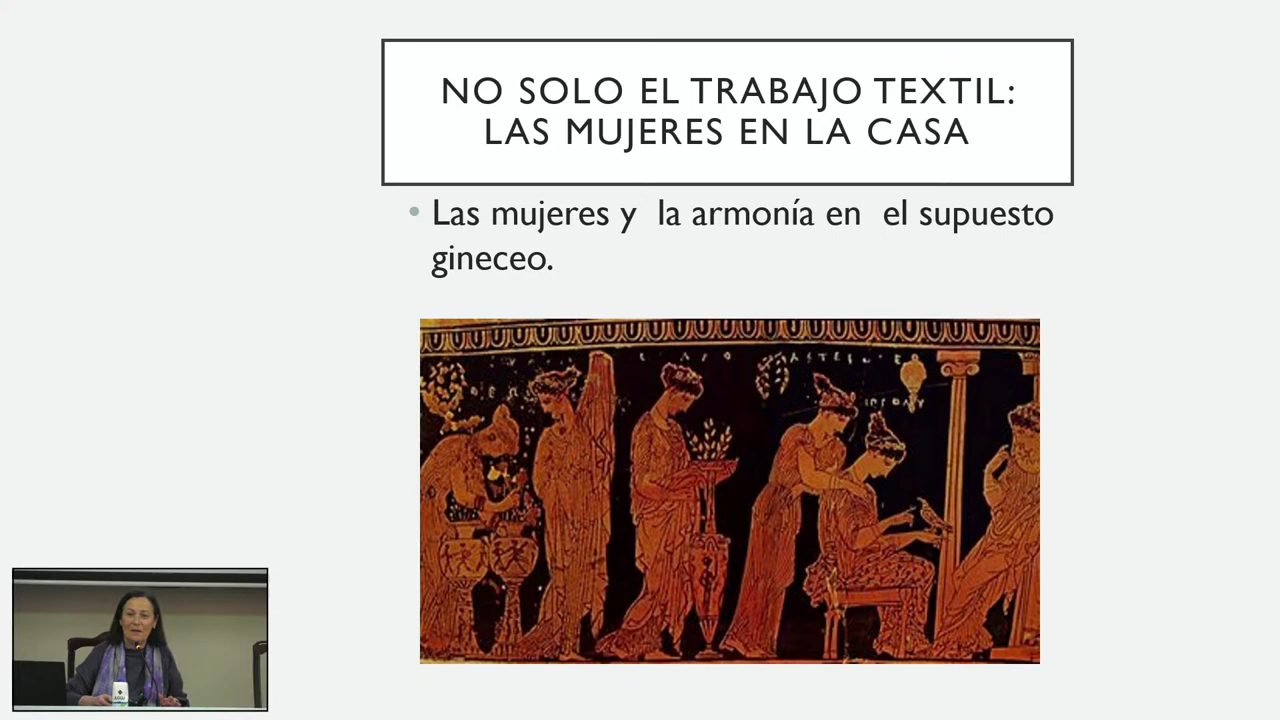 NO SOLO EL TRABAJO TEXTIL:
LAS MUJERES EN LA CASA
• Las mujeres y la armonía en el supuesto
gineceo.